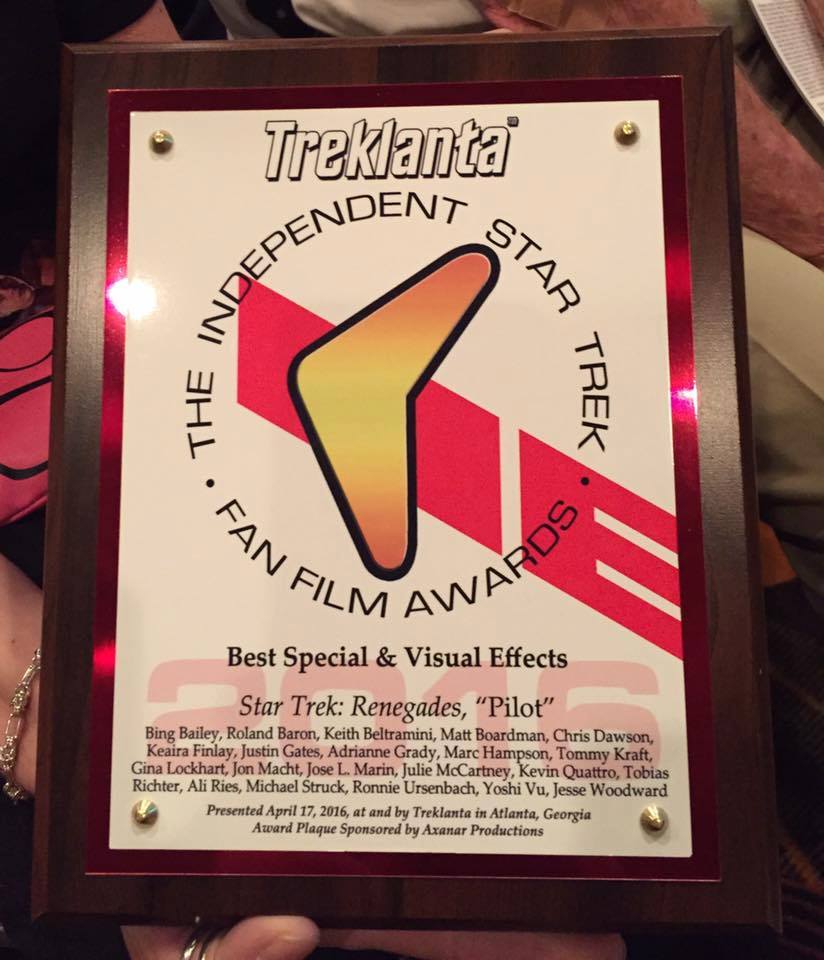 Treklanta™
THE INDEPENDENT STAR TREK
• FAN FILM AWARDS •
2016
Best Special & Visual Effects
Star Trek: Renegades, “Pilot”
Bing Bailey, Roland Baron, Keith Beltramini, Matt Boardman, Chris Dawson,
Keaira Finlay, Justin Gates, Adrianne Grady, Marc Hampson, Tommy Kraft,
Gina Lockhart, Jon Macht, Jose L. Marin, Julie McCartney, Kevin Quattro, Tobias
Richter, Ali Ries, Michael Struck, Ronnie Ursenbach, Yoshi Vu, Jesse Woodward
Presented April 17, 2016, at and by Treklanta in Atlanta, Georgia
Award Plaque Sponsored by Axanar Productions